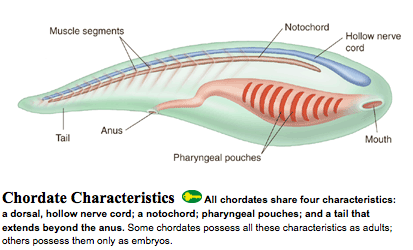 Muscle segments
Notochord
Hollow nerve
cord
Tail
Anus
Pharyngeal pouches
Mouth
Chordate Characteristics All chordates share four characteristics:
a dorsal, hollow nerve cord; a notochord; pharyngeal pouches; and a tail that
extends beyond the anus. Some chordates possess all these characteristics as adults;
others possess them only as embryos.